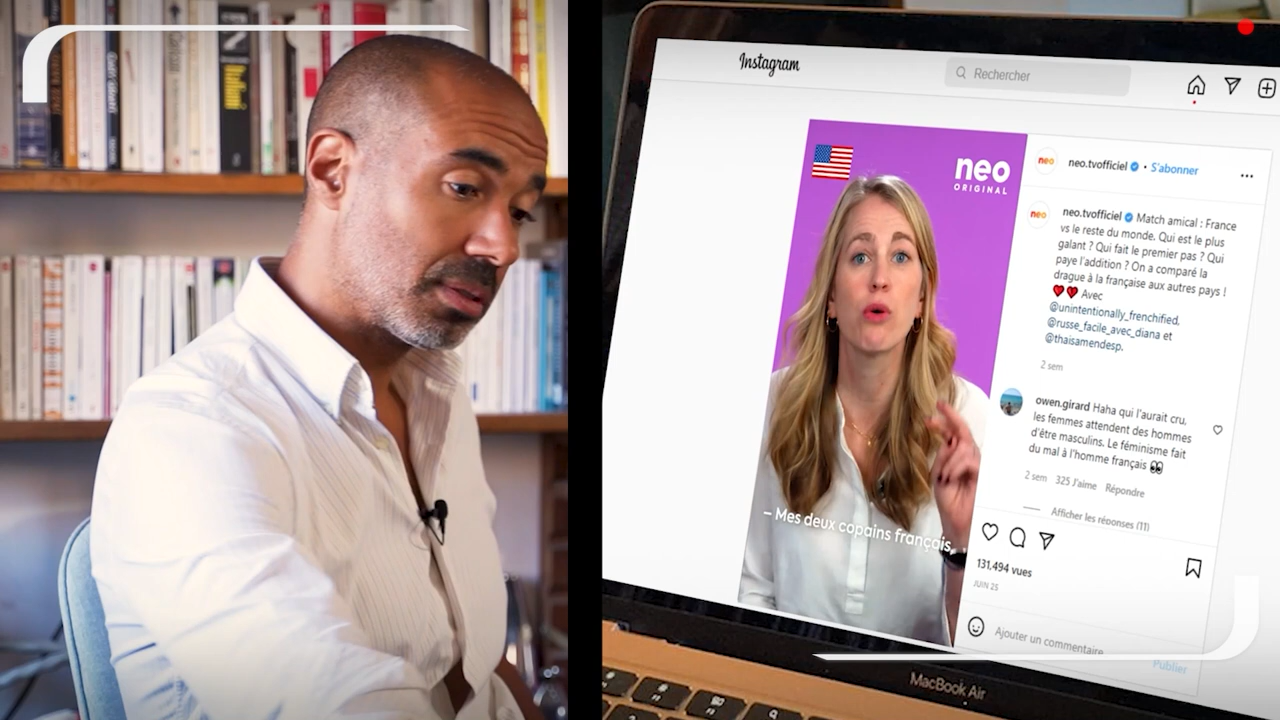 Instagram
Rechercher
neo
ORIGINAL
neo
neo.tvofficiel • S'abonner
neo
neo.tvofficiel Match amical : France
vs le reste du monde. Qui est le plus
galant ? Qui fait le premier pas ? Qui
paye l'addition ? On a comparé la
drague à la française aux autres pays !
Avec
@unintentionally_frenchified,
@russe_facile_avec_diana et
@thaisamendesp.
2 sem
owen.girard Haha qui l'aurait cru,
les femmes attendent des hommes
d'être masculins. Le féminisme fait
du mal à l'homme français
2 sem 325 J'aime Répondre
Afficher les réponses (11)
– Mes deux copains français,
131,494 vues
JUIN 25
Ajouter un commentaire
Publier
MacBook Air